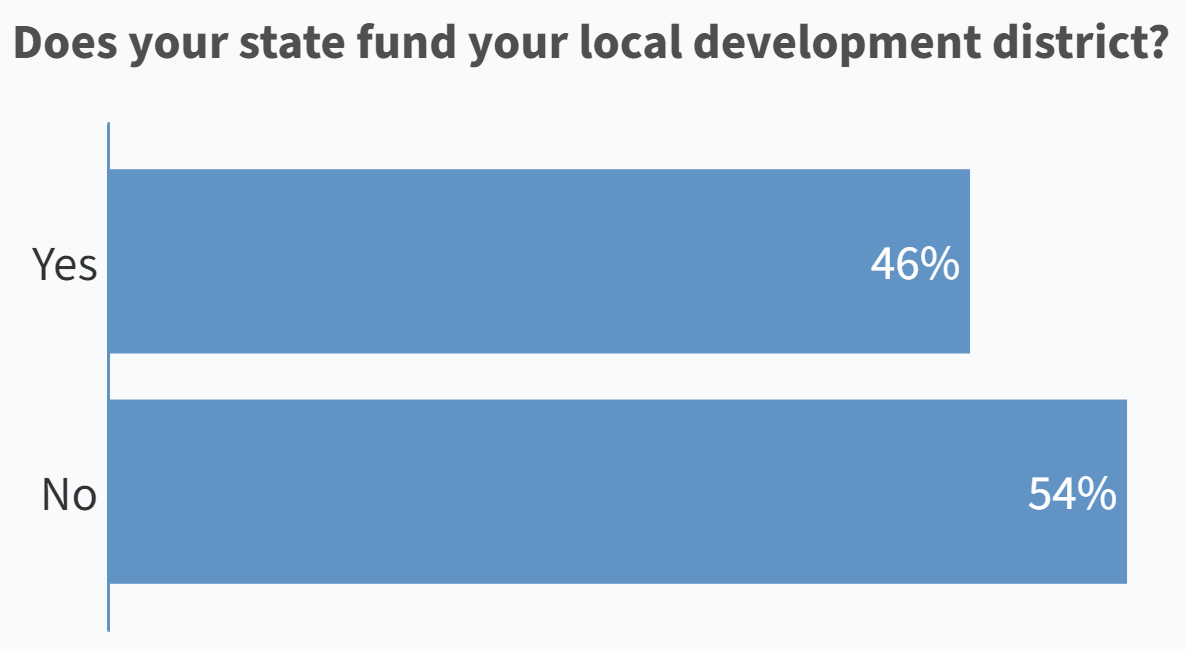 Does your state fund your local development district?
Yes
46%
No
54%